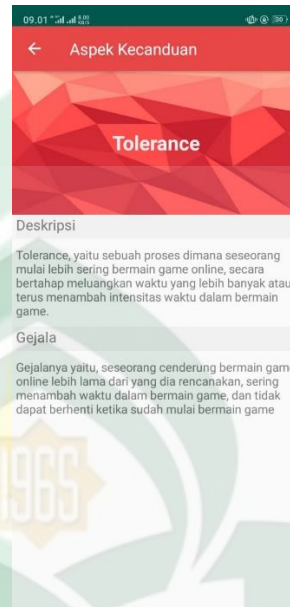 09.01
Aspek Kecanduan
Tolerance
Deskripsi
Tolerance, yaitu sebuah proses dimana seseorang
mulai lebih sering bermain game online, secara
bertahap meluangkan waktu yang lebih banyak atau
terus menambah intensitas waktu dalam bermain
game.
Gejala
Gejalanya yaitu, seseorang cenderung bermain game
online lebih lama dari yang dia rencanakan, sering
menambah waktu dalam bermain game, dan tidak
dapat berhenti ketika sudah mulai bermain game
1965